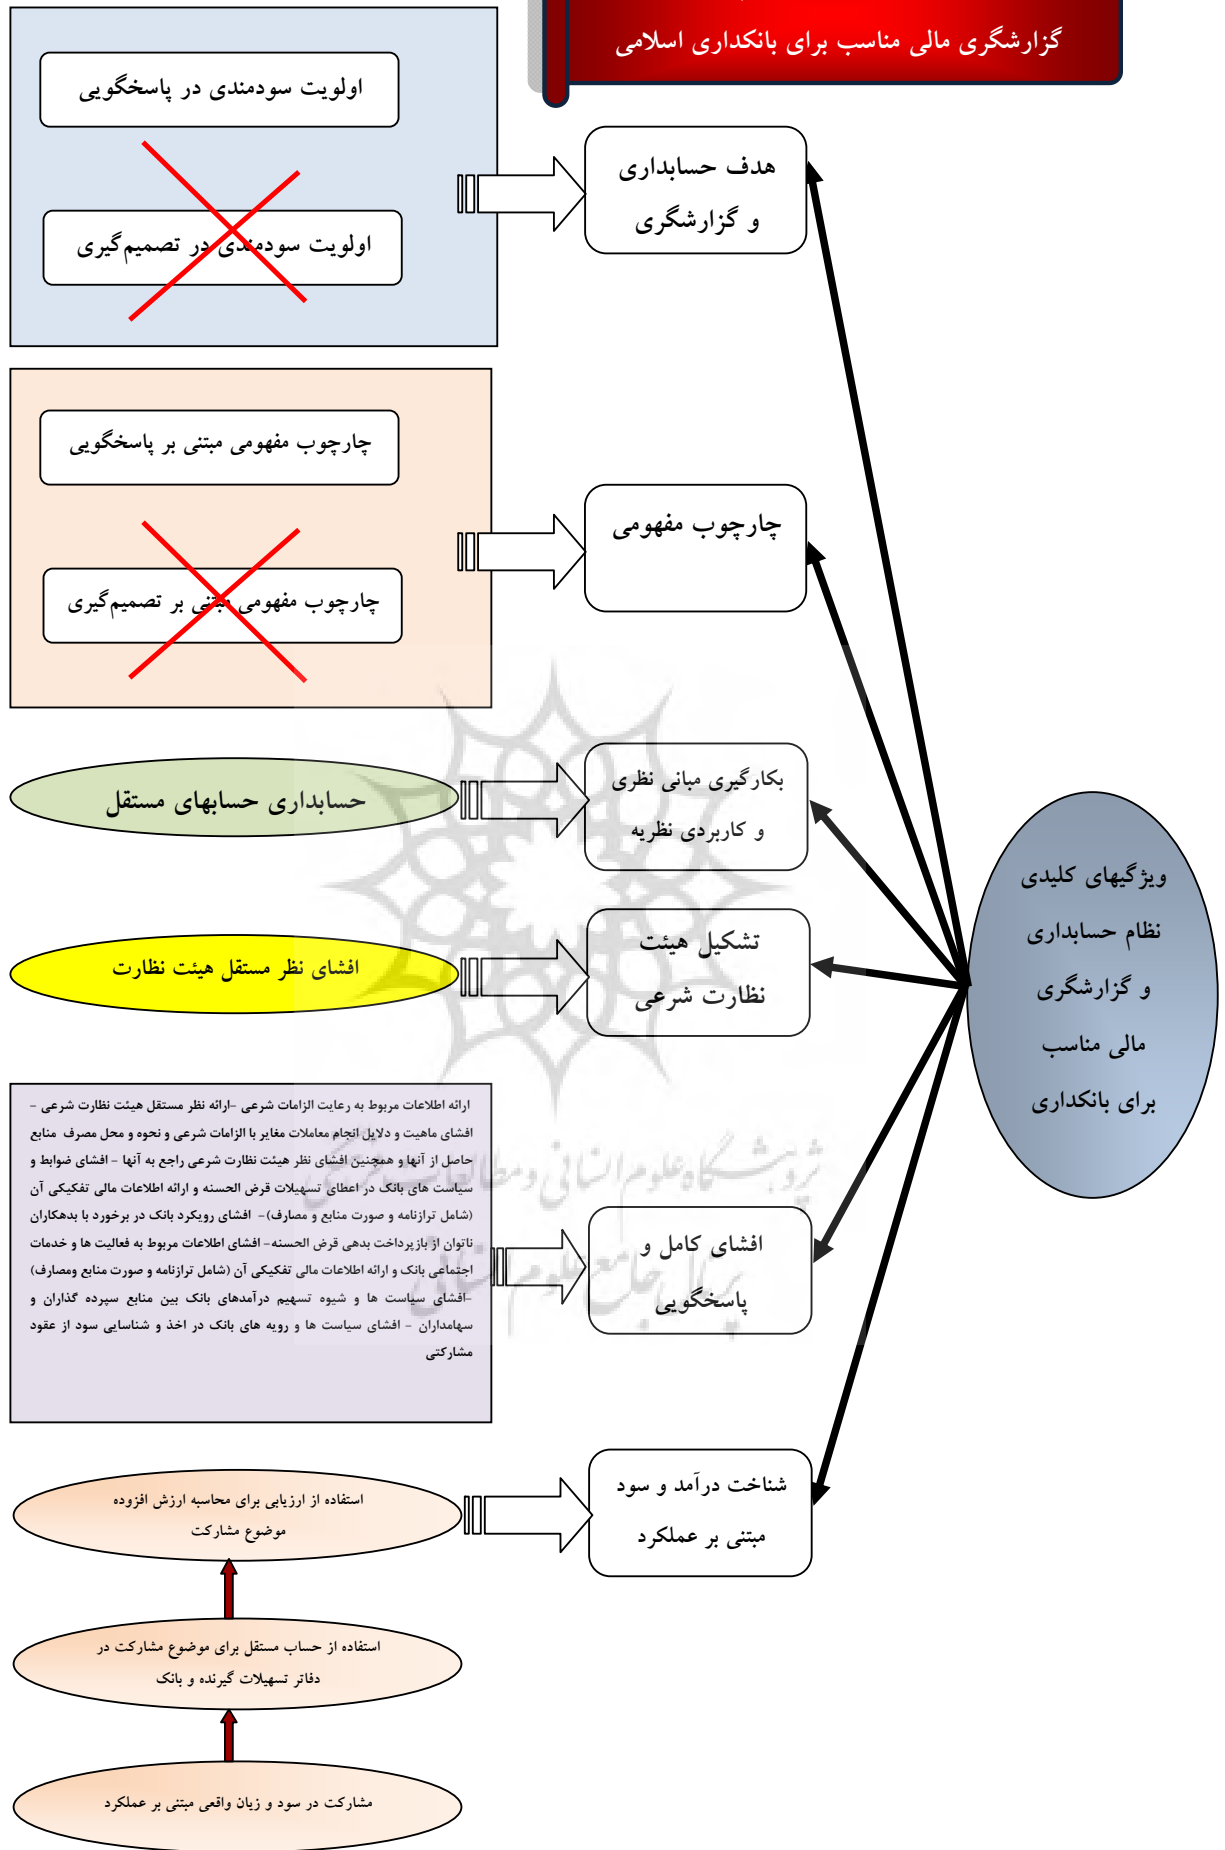 گزارشگری مالی مناسب برای بانکداری اسلامی
اولویت سودمندی در پاسخگویی
اولویت سودمندی در تصمیم‌گیری
هدف حسابداری
و گزارشگری
چارچوب مفهومی مبتنی بر پاسخگویی
چارچوب مفهومی مبتنی بر تصمیم‌گیری
چارچوب مفهومی
حسابداری حسابهای مستقل
بکارگیری مبانی نظری
و کاربردی نظریه
افشای نظر مستقل هیئت نظارت
تشکیل هیئت
نظارت شرعی
ویژگیهای کلیدی
نظام حسابداری
و گزارشگری
مالی مناسب
برای بانکداری
ارائه اطلاعات مربوط به رعایت الزامات شرعی –ارائه نظر مستقل هیئت نظارت شرعی –
افشای ماهیت و دلایل انجام معاملات مغایر با الزامات شرعی و نحوه و محل مصرف منابع
حاصل از آنها و همچنین افشای نظر هیئت نظارت شرعی راجع به آنها – افشای ضوابط و
سیاست های بانک در اعطای تسهیلات قرض الحسنه و ارائه اطلاعات مالی تفکیکی آن
(شامل ترازنامه و صورت منابع و مصارف)– افشای رویکرد بانک در برخورد با بدهکاران
ناتوان از بازپرداخت بدهی قرض الحسنه– افشای اطلاعات مربوط به فعالیت ها و خدمات
اجتماعی بانک و ارائه اطلاعات مالی تفکیکی آن (شامل ترازنامه و صورت منابع ومصارف)
–افشای سیاست ها و شیوه تسهیم درآمدهای بانک بین منابع سپرده گذاران و
سهامداران – افشای سیاست ها و رویه های بانک در اخذ و شناسایی سود از عقود
مشارکتی
افشای کامل و
پاسخگویی
پژوهشگاه علوم انسانی و مطالعات فرهنگی
پرتال جامع علوم انسانی
استفاده از ارزیابی برای محاسبه ارزش افزوده
موضوع مشارکت
شناخت درآمد و سود
مبتنی بر عملکرد
استفاده از حساب مستقل برای موضوع مشارکت در
دفاتر تسهیلات گیرنده و بانک
مشارکت در سود و زیان واقعی مبتنی بر عملکرد